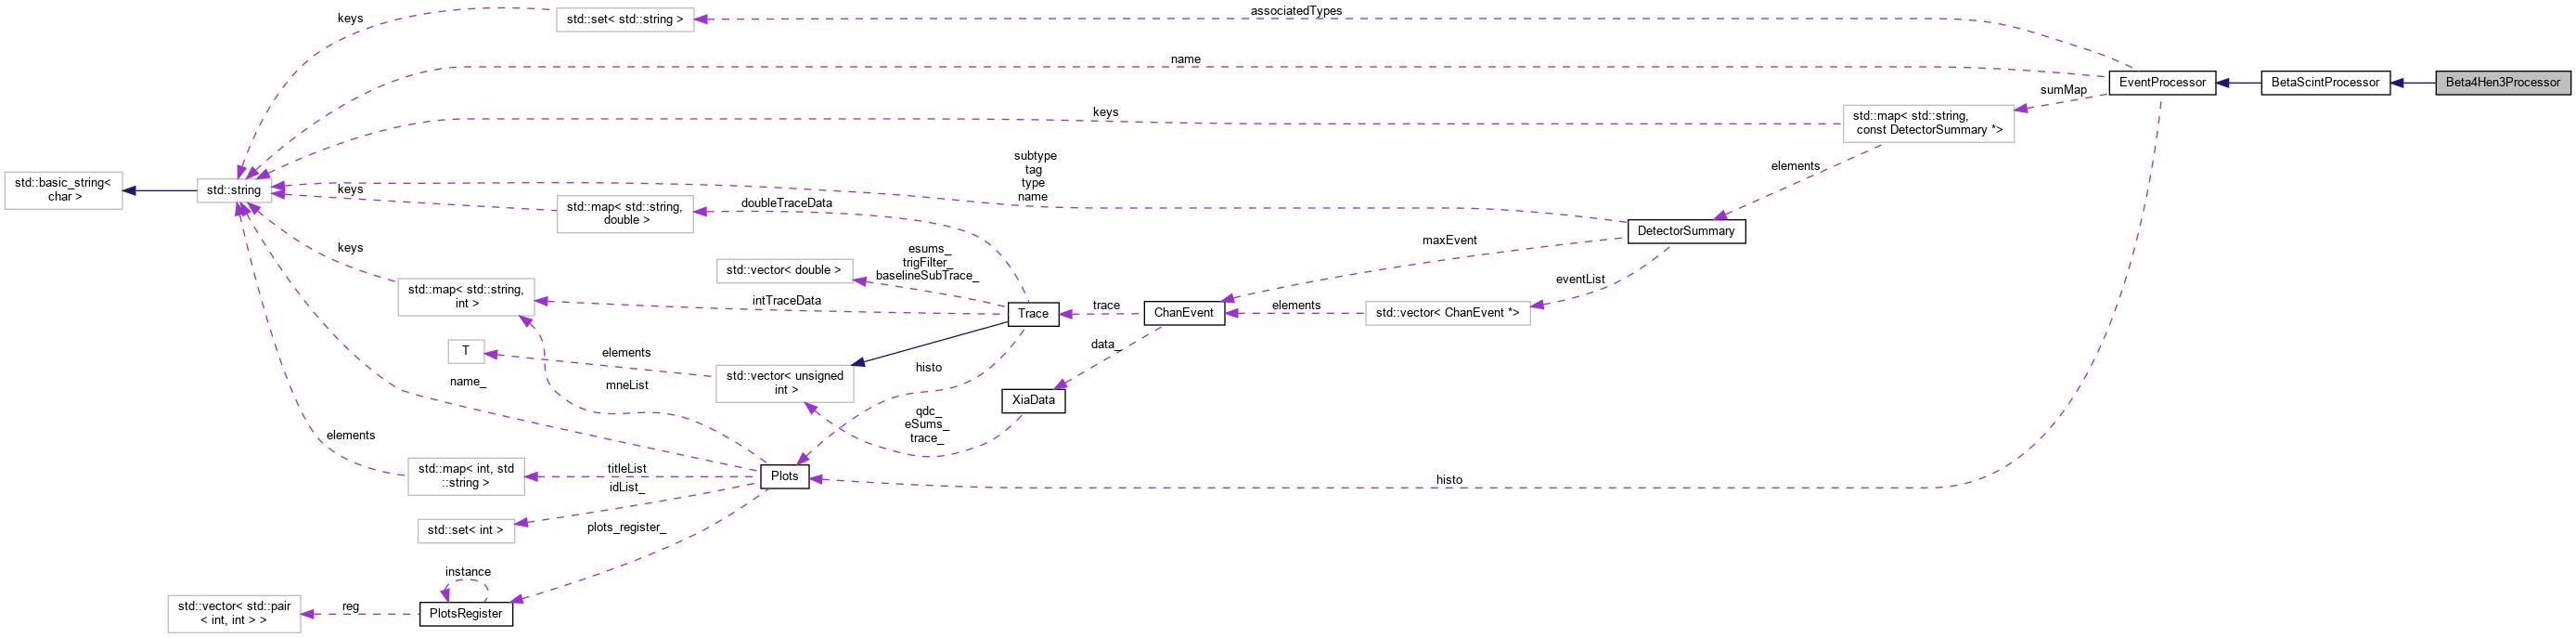 keys
std::set< std::string >
associatedTypes
name
EventProcessor
BetaScintProcessor
Beta4Hen3Processor
sumMap
keys
std::map< std::string,
const DetectorSummary *>
subtype
tag
type
name
elements
std::basic_string<
char >
std::string
keys
std::map< std::string,
double >
doubleTraceData
DetectorSummary
maxEvent
keys
esums_
trigFilter_
baselineSubTrace_
std::vector< double >
eventList
std::map< std::string,
int >
intTraceData
Trace
trace
ChanEvent
elements
std::vector< ChanEvent *>
T
elements
data_
std::vector< unsigned
int >
histo
name_
mneList
XiaData
qdc_
eSums_
trace_
elements
std::map< int, std
::string >
titleList
Plots
histo
idList_
std::set< int >
plots_register_
instance
std::vector< std::pair
< int, int > >
reg
PlotsRegister